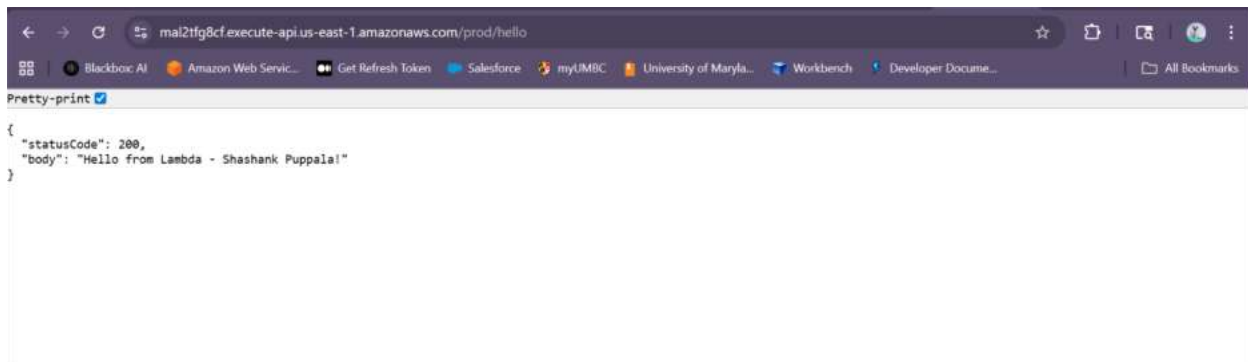 mal2tfg8cf.execute-api.us-east-1.amazonaws.com/prod/hello
Blackbox AI Amazon Web Servic... Get Refresh Token Salesforce myUMBC University of Maryla... Workbench Developer Docume... All Bookmarks
Pretty-print
{
"statusCode": 200,
"body": "Hello from Lambda - Shashank Puppala!"
}